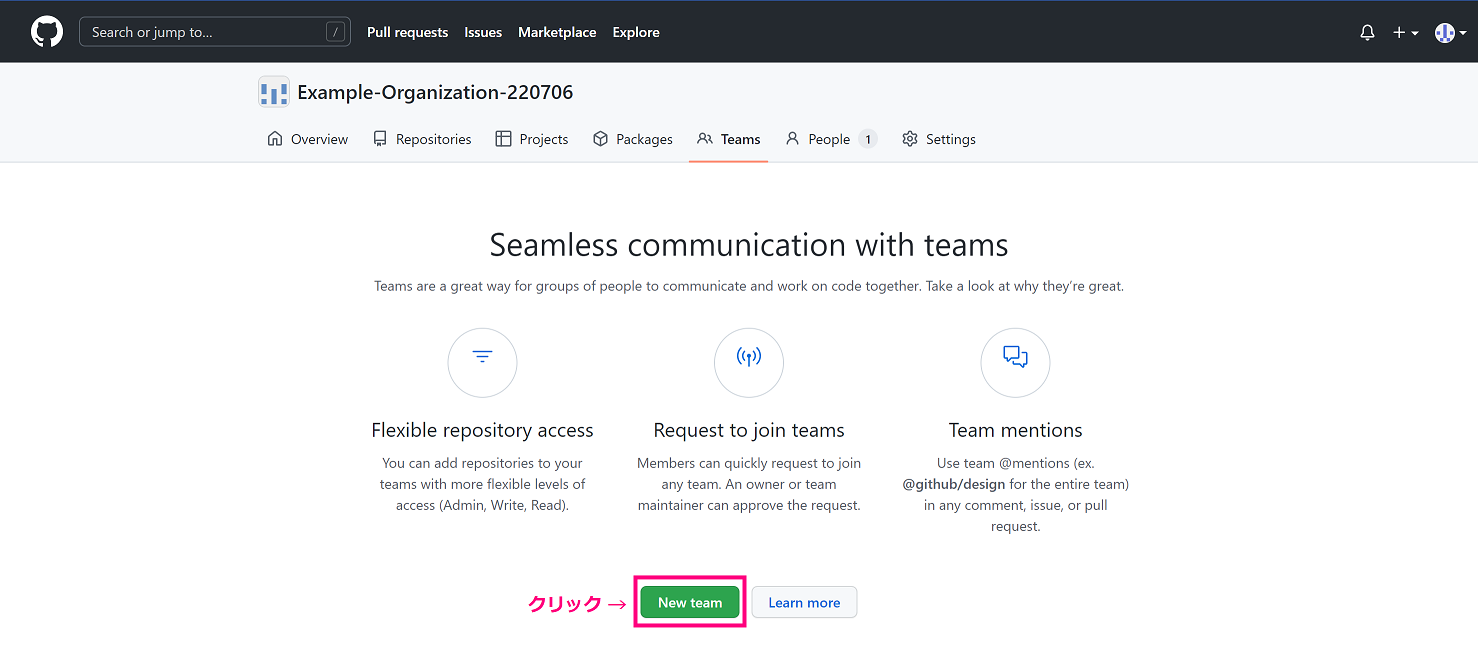 Search or jump to... /
Pull requests Issues Marketplace Explore
Example-Organization-220706
Overview Repositories Projects Packages Teams People 1 Settings
Seamless communication with teams
Teams are a great way for groups of people to communicate and work on code together. Take a look at why they're great.
Flexible repository access
You can add repositories to your
teams with more flexible levels of
access (Admin, Write, Read).
Request to join teams
Members can quickly request to join
any team. An owner or team
maintainer can approve the request.
Team mentions
Use team @mentions (ex.
@github/design for the entire team)
in any comment, issue, or pull
request.
クリック → New team Learn more